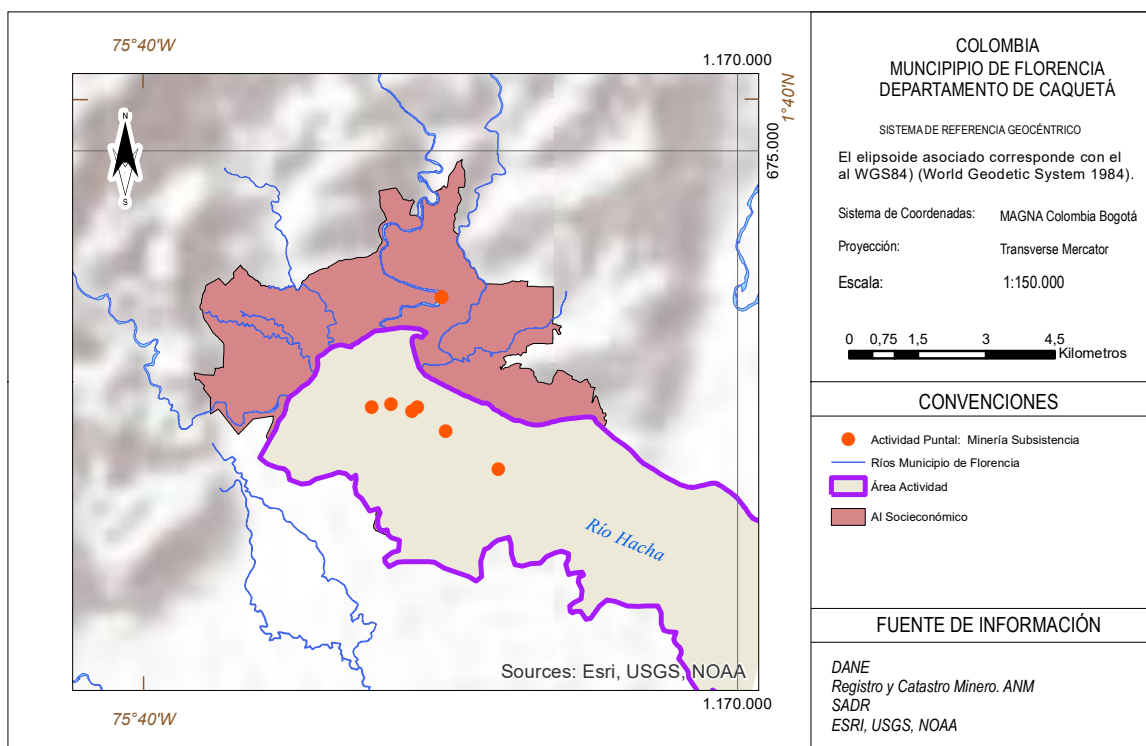 75°40'W
1.170.000
1°40'N
675.000
N
S
Río Hacha
Sources: Esri, USGS, NOAA
75°40'W
1.170.000
COLOMBIA
MUNCIPIPIO DE FLORENCIA
DEPARTAMENTO DE CAQUETÁ
SISTEMA DE REFERENCIA GEOCÉNTRICO
El elipsoide asociado corresponde con el
al WGS84) (World Geodetic System 1984).
Sistema de Coordenadas: MAGNA Colombia Bogotá
Proyección: Transverse Mercator
Escala: 1:150.000
0 0,75 1,5 3 4,5
Kilometros
CONVENCIONES
Actividad Puntal: Minería Subsistencia
Ríos Municipio de Florencia
Área Actividad
AI Socieconómico
FUENTE DE INFORMACIÓN
DANE
Registro y Catastro Minero. ANM
SADR
ESRI, USGS, NOAA